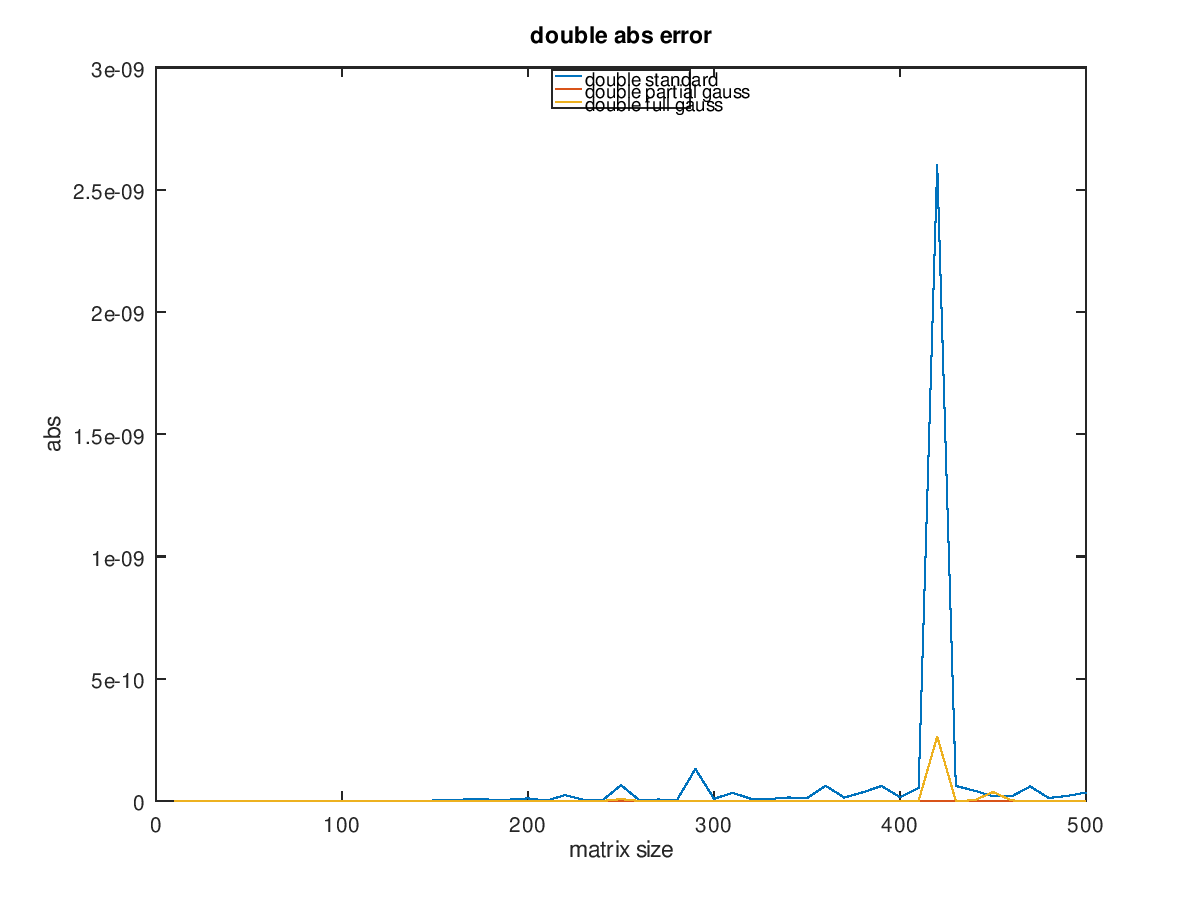 double abs error
3e-09
double standard
double partial gauss
double full gauss
2.5e-09
2e-09
abs
1.5e-09
1e-09
5e-10
0
0 100 200 300 400 500
matrix size